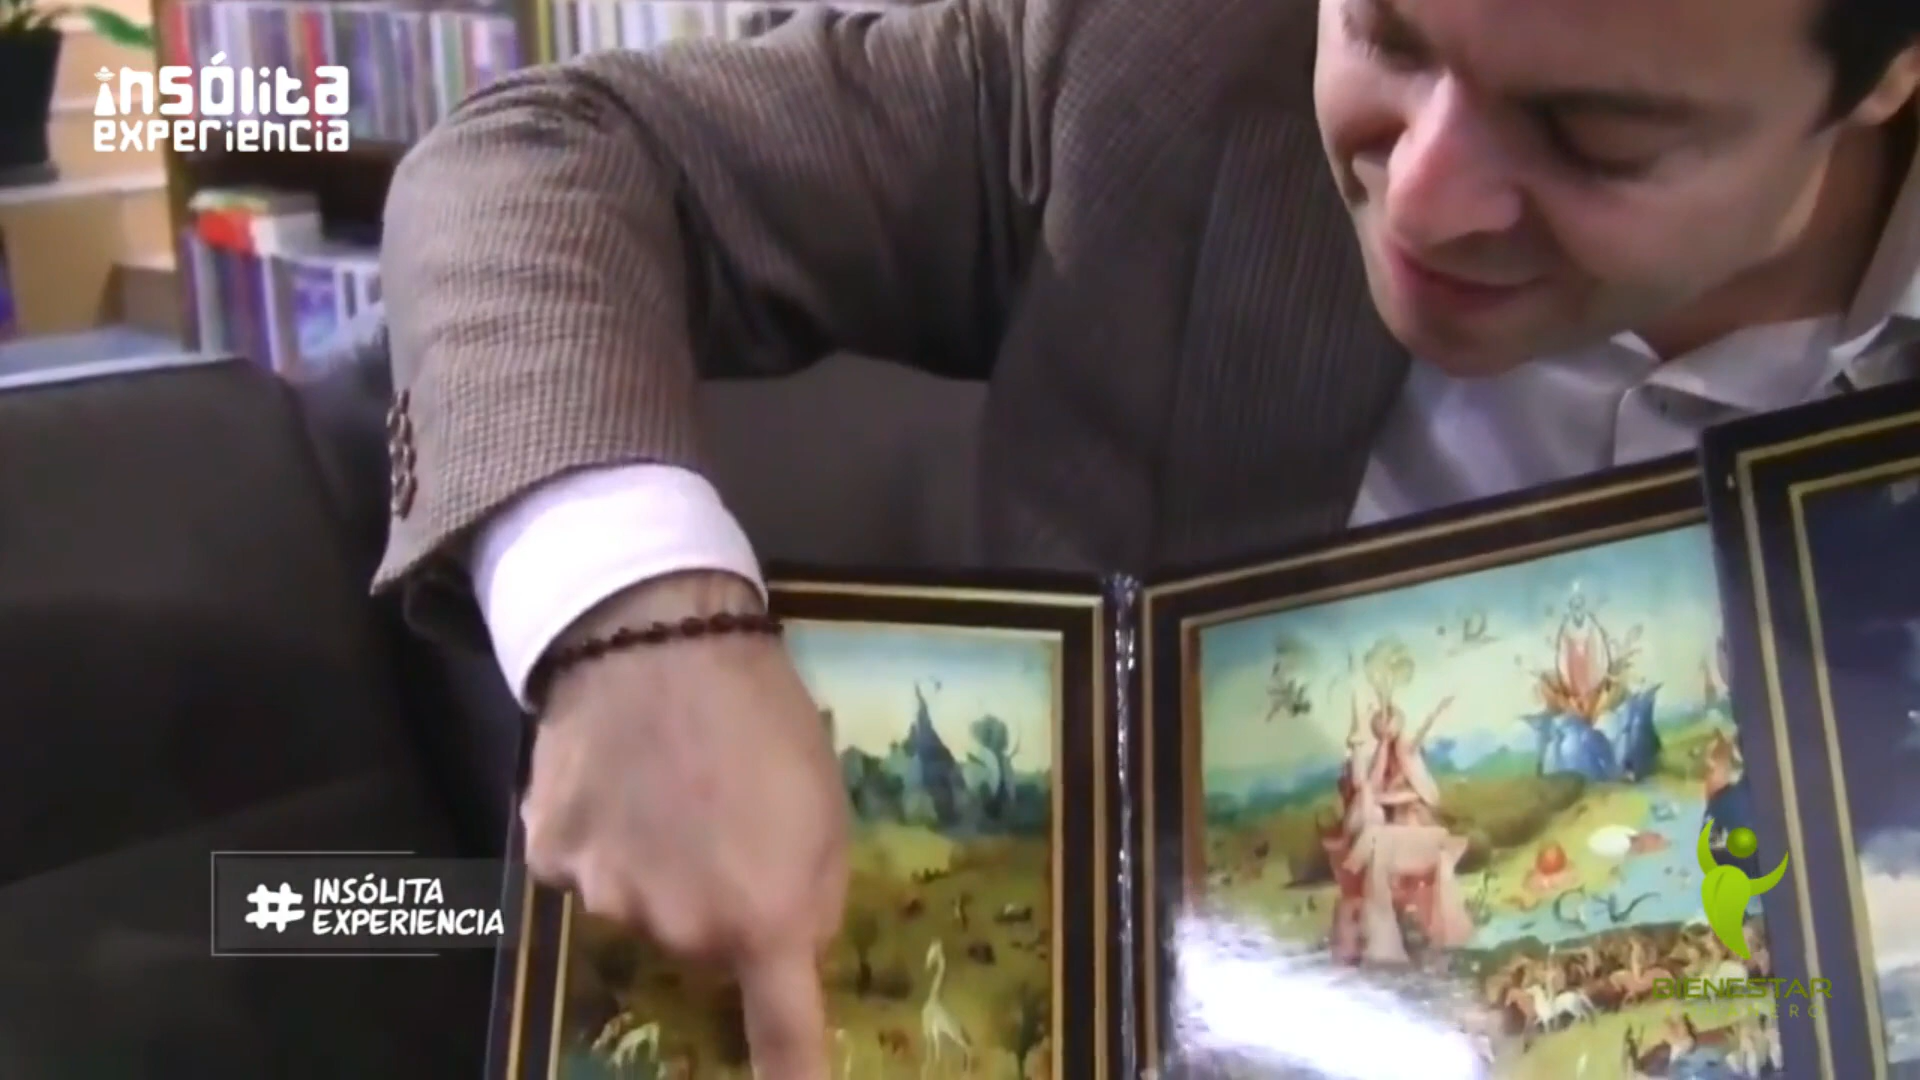 insólita
experiencia
# INSÓLITA
EXPERIENCIA
BIENESTAR